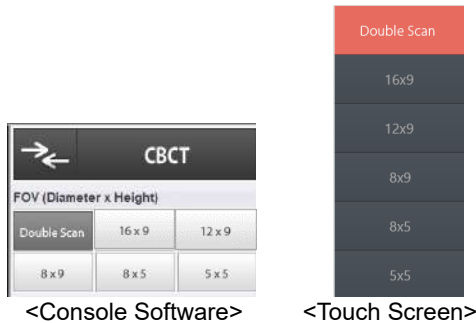 CBCT
FOV (Diameter x Height)
Double Scan
16 x 9
12 x 9
8 x 9
8 x 5
5 x 5
<Console Software>
Double Scan
16x9
12x9
8x9
8x5
5x5
<Touch Screen>